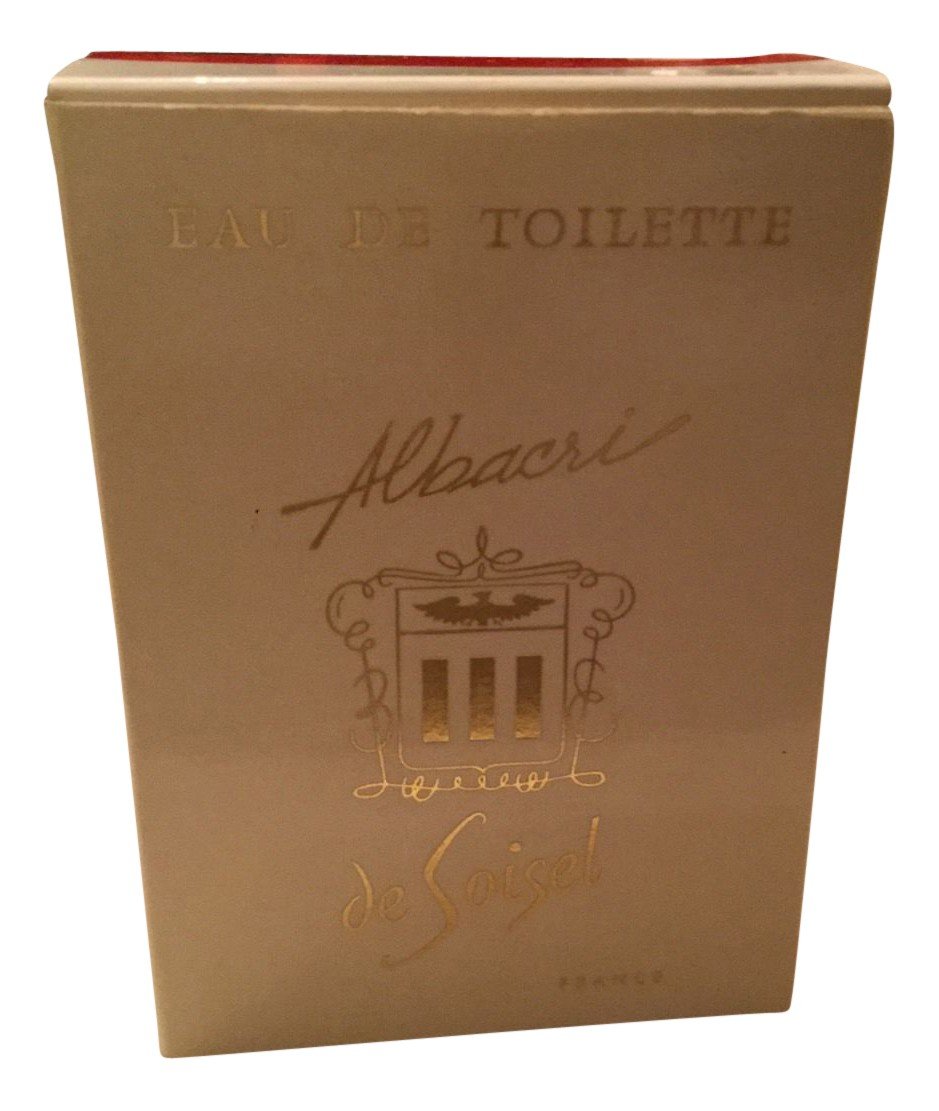 EAU DE TOILETTE
Albacri
de Soisel
FRANCE